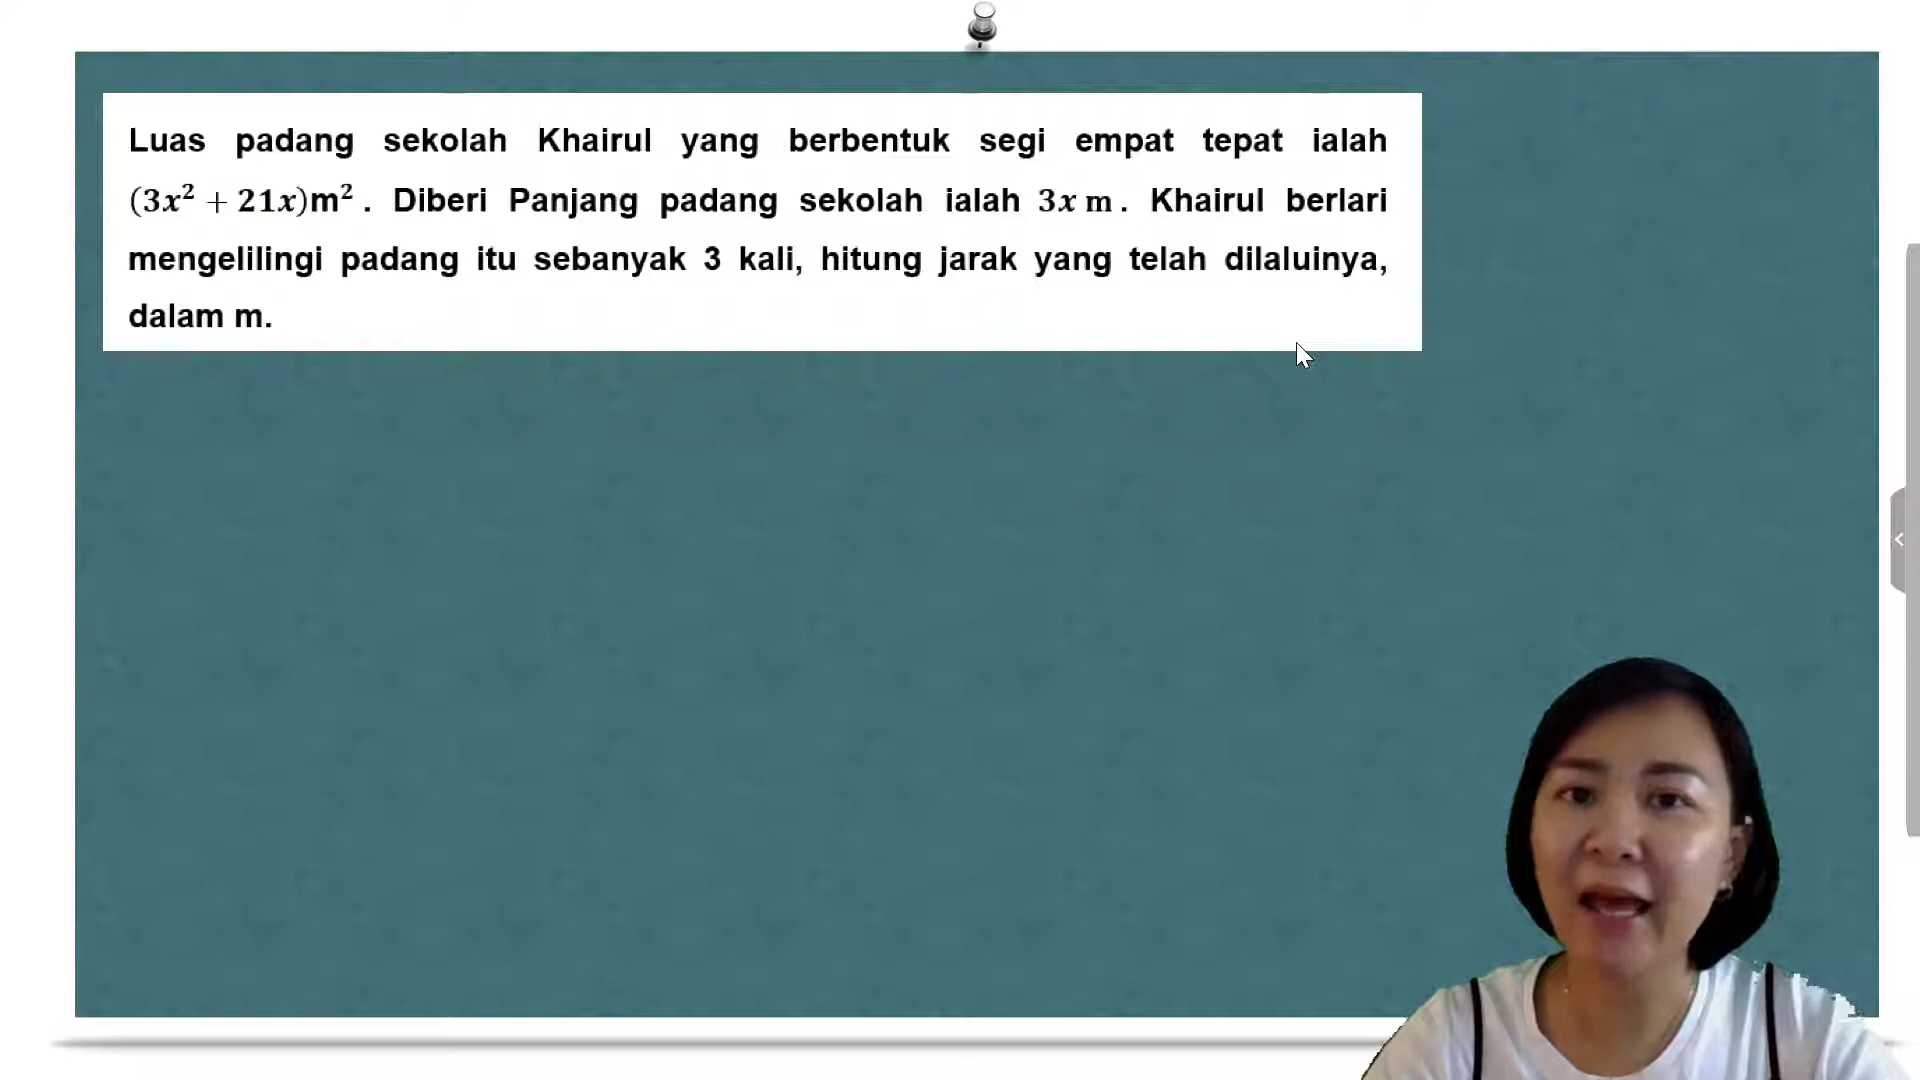 Luas padang sekolah Khairul yang berbentuk segi empat tepat ialah
(3x² + 21x)m² . Diberi Panjang padang sekolah ialah 3x m . Khairul berlari
mengelilingi padang itu sebanyak 3 kali, hitung jarak yang telah dilaluinya,
dalam m.